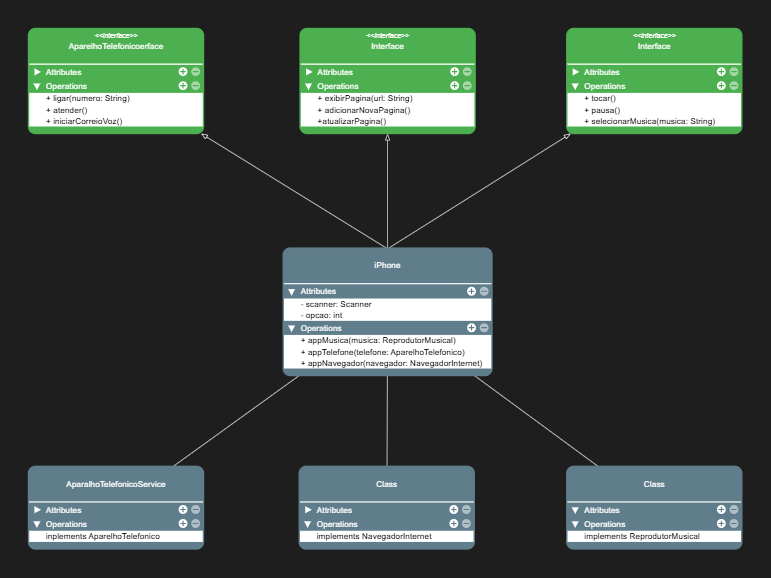 <<Interface>>
AparelhoTelefonicoerface
Attributes
Operations
+ ligar(numero: String)
+ atender()
+ iniciarCorreioVoz()
<<Interface>>
Interface
Attributes
Operations
+ exibirPagina(url: String)
+ adicionarNovaPagina()
+atualizarPagina()
<<Interface>>
Interface
Attributes
Operations
+ tocar()
+ pausa()
+ selecionarMusica(musica: String)
iPhone
Attributes
- scanner: Scanner
- opcao: int
Operations
+ appMusica(musica: ReprodutorMusical)
+ appTelefone(telefone: AparelhoTelefonico)
+ appNavegador(navegador: NavegadorInternet)
AparalhoTelefonicoService
Attributes
Operations
inplements AparelhoTelefonico
Class
Attributes
Operations
implements NavegadorInternet
Class
Attributes
Operations
implements ReprodutorMusical